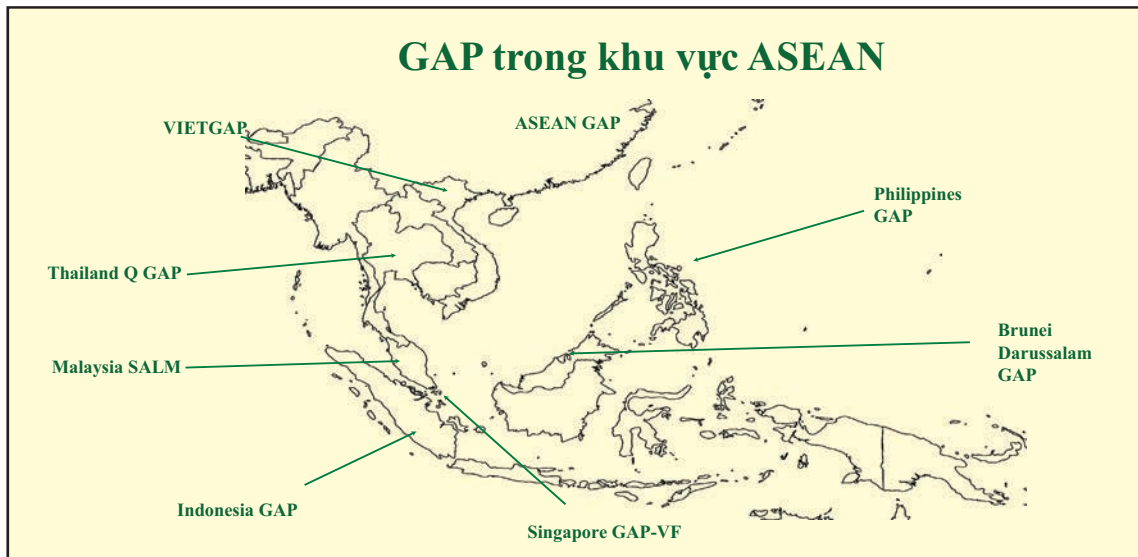 GAP trong khu vực ASEAN
VIETGAP
ASEAN GAP
Philippines
GAP
Thailand Q GAP
Brunei
Darussalam
GAP
Malaysia SALM
Indonesia GAP
Singapore GAP-VF